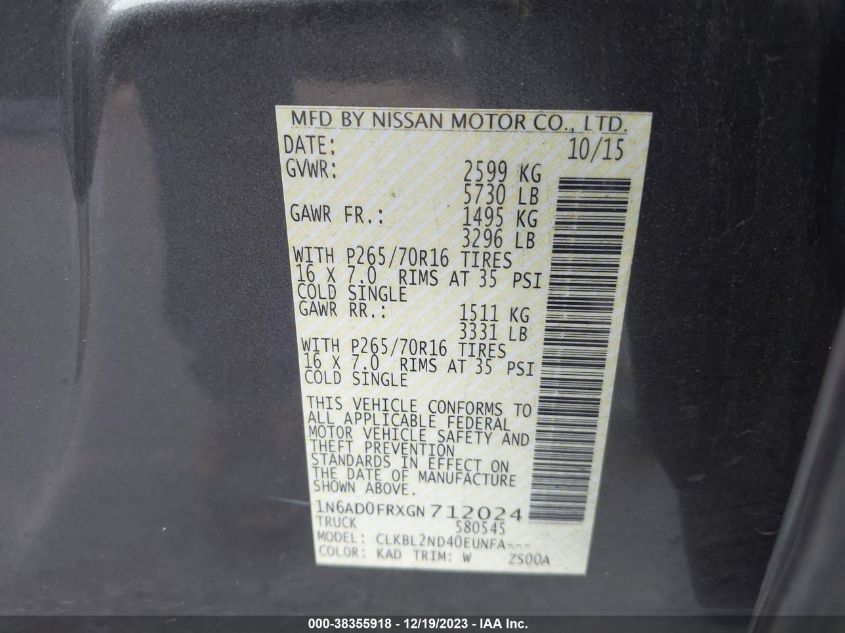 MFD BY NISSAN MOTOR CO., LTD.
DATE: 10/15
GVWR: 2599 KG
5730 LB
GAWR FR.: 1495 KG
3296 LB
WITH P265/70R16 TIRES
16 X 7.0 RIMS AT 35 PSI
COLD SINGLE
GAWR RR.: 1511 KG
3331 LB
WITH P265/70R16 TIRES
16 X 7.0 RIMS AT 35 PSI
COLD SINGLE
THIS VEHICLE CONFORMS TO
ALL APPLICABLE FEDERAL
MOTOR VEHICLE SAFETY AND
THEFT PREVENTION
STANDARDS IN EFFECT ON
THE DATE OF MANUFACTURE
SHOWN ABOVE.
1N6AD0FRXGN712024
TRUCK 580545
MODEL: CLKBL2ND40EUNFA---
COLOR: KAD TRIM: W ZS00A
000-38355918 - 12/19/2023 - IAA Inc.